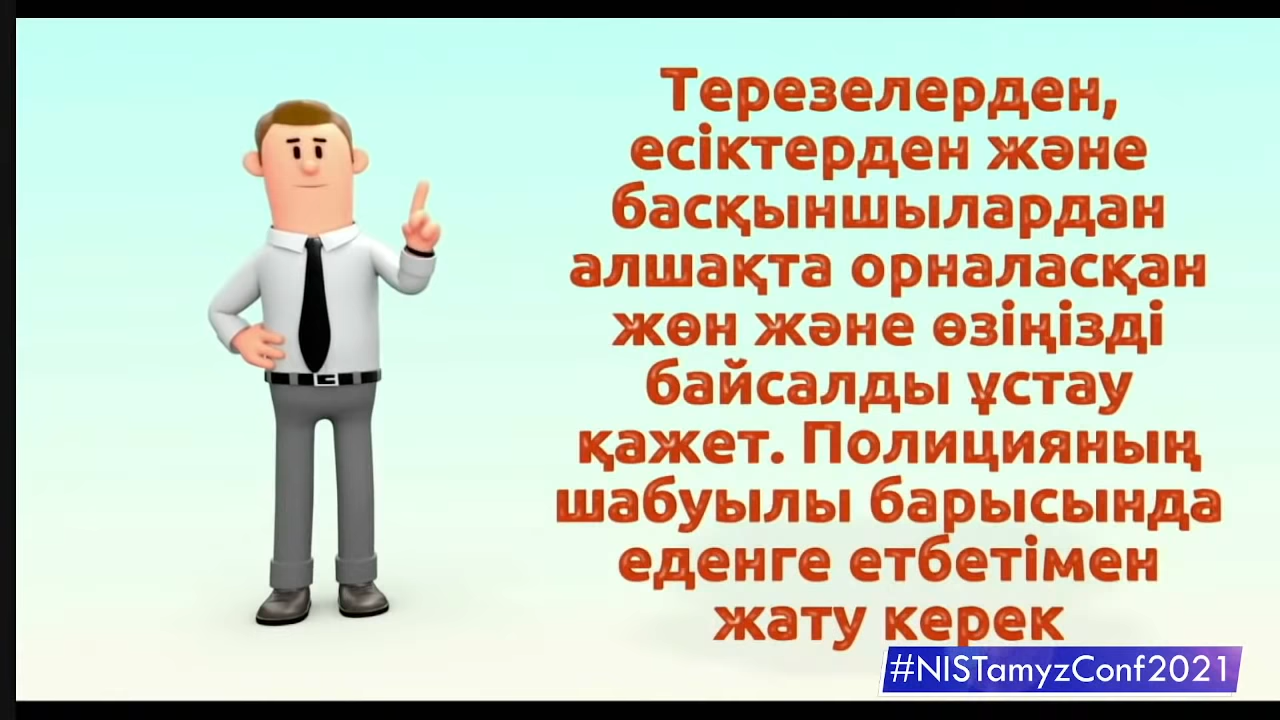 Терезелерден,
есіктерден және
басқыншылардан
алшақта орналасқан
жөн және өзіңізді
байсалды ұстау
қажет. Полицияның
шабуылы барысында
еденге етбетімен
жату керек
#NISTamyzConf2021